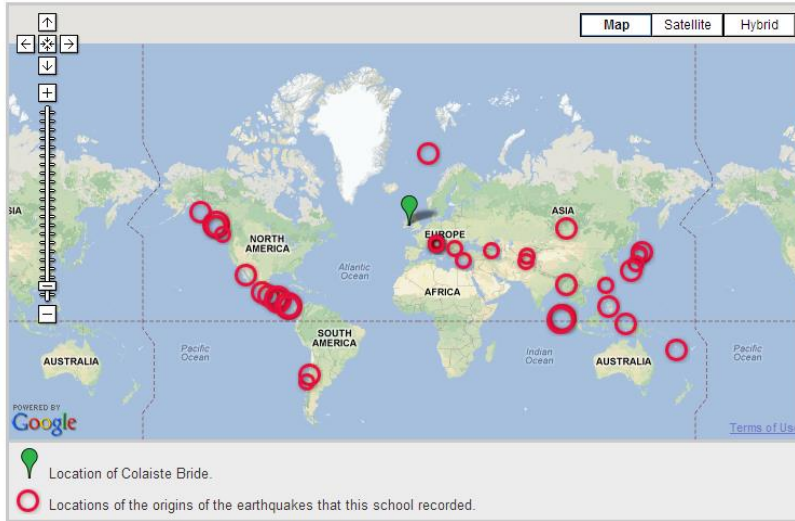 Map Satellite Hybrid
SIA
NORTH
AMERICA
EUROPE
ASIA
Atlantic
Ocean
AFRICA
SOUTH
AMERICA
AUSTRALIA
Pacific
Ocean
Indian
Ocean
AUSTRALIA
Pacific
Ocean
POWERED BY
Google
Terms of Us
Location of Colaiste Bride.
Locations of the origins of the earthquakes that this school recorded.